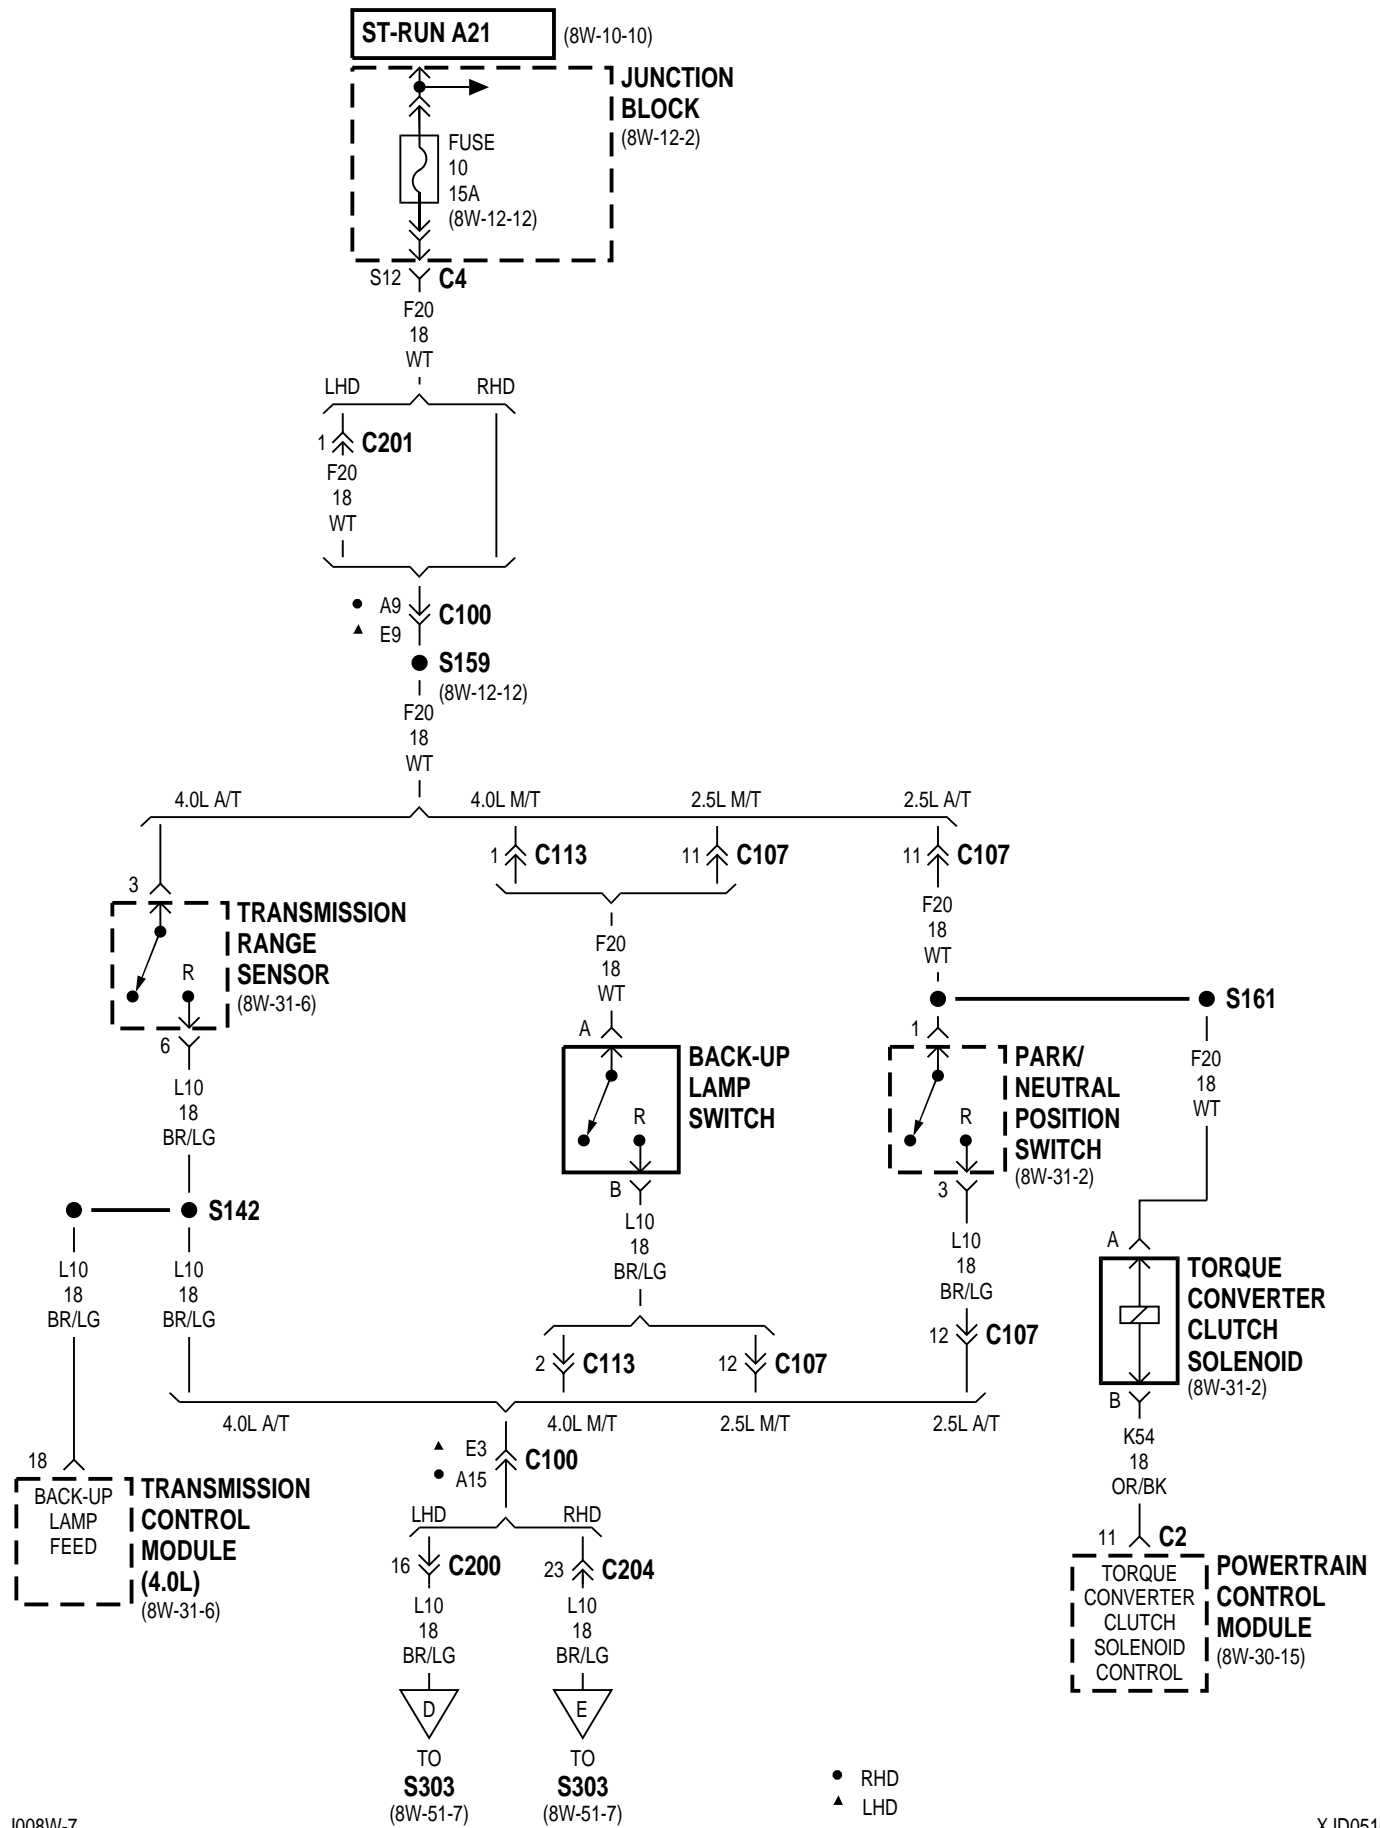 ST-RUN A21 (8W-10-10)
JUNCTION
BLOCK
(8W-12-2)
FUSE
10
15A
(8W-12-12)
S12 C4
F20
18
WT
LHD RHD
1 C201
F20
18
WT
A9 C100
E9
S159
(8W-12-12)
F20
18
WT
4.0L A/T 4.0L M/T 2.5L M/T 2.5L A/T
1 C113 11 C107 11 C107
3
TRANSMISSION
RANGE
SENSOR
(8W-31-6)
R
6
F20
18
WT
F20
18
WT
S161
A
BACK-UP
LAMP
SWITCH
R
B
1
PARK/
NEUTRAL
POSITION
SWITCH
(8W-31-2)
R
3
F20
18
WT
L10
18
BR/LG
S142
L10
18
BR/LG
L10
18
BR/LG
L10
18
BR/LG
L10
18
BR/LG
A
TORQUE
CONVERTER
CLUTCH
SOLENOID
(8W-31-2)
B
2 C113 12 C107 12 C107
4.0L A/T 4.0L M/T 2.5L M/T 2.5L A/T
E3 C100
A15
K54
18
OR/BK
18
BACK-UP
LAMP
FEED
TRANSMISSION
CONTROL
MODULE
(4.0L)
(8W-31-6)
LHD RHD
16 C200 23 C204
L10
18
BR/LG
L10
18
BR/LG
11 C2
TORQUE
CONVERTER
CLUTCH
SOLENOID
CONTROL
POWERTRAIN
CONTROL
MODULE
(8W-30-15)
D E
TO TO
S303 S303
(8W-51-7) (8W-51-7)
RHD
LHD
J008W-7